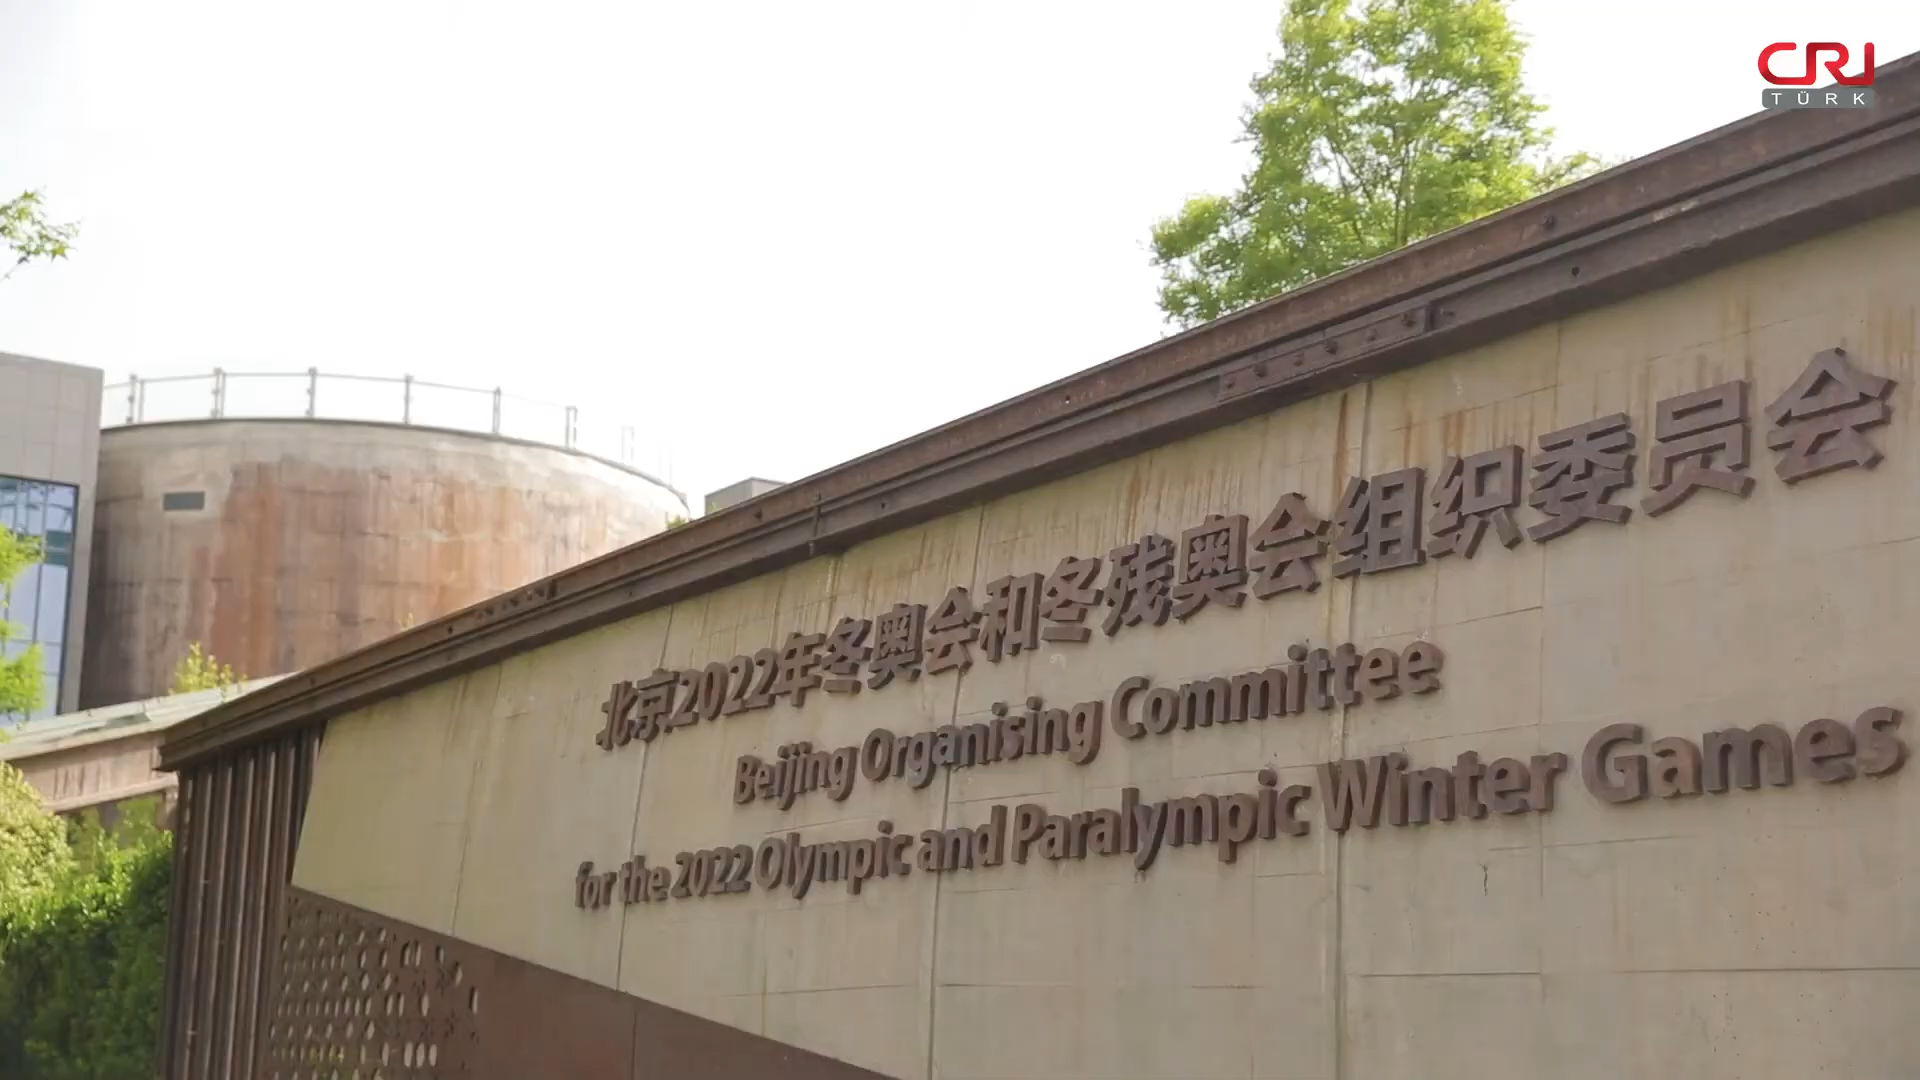 CRI
TÜRK
北京2022年冬奥会和冬残奥会组织委员会
Beijing Organising Committee
for the 2022 Olympic and Paralympic Winter Games